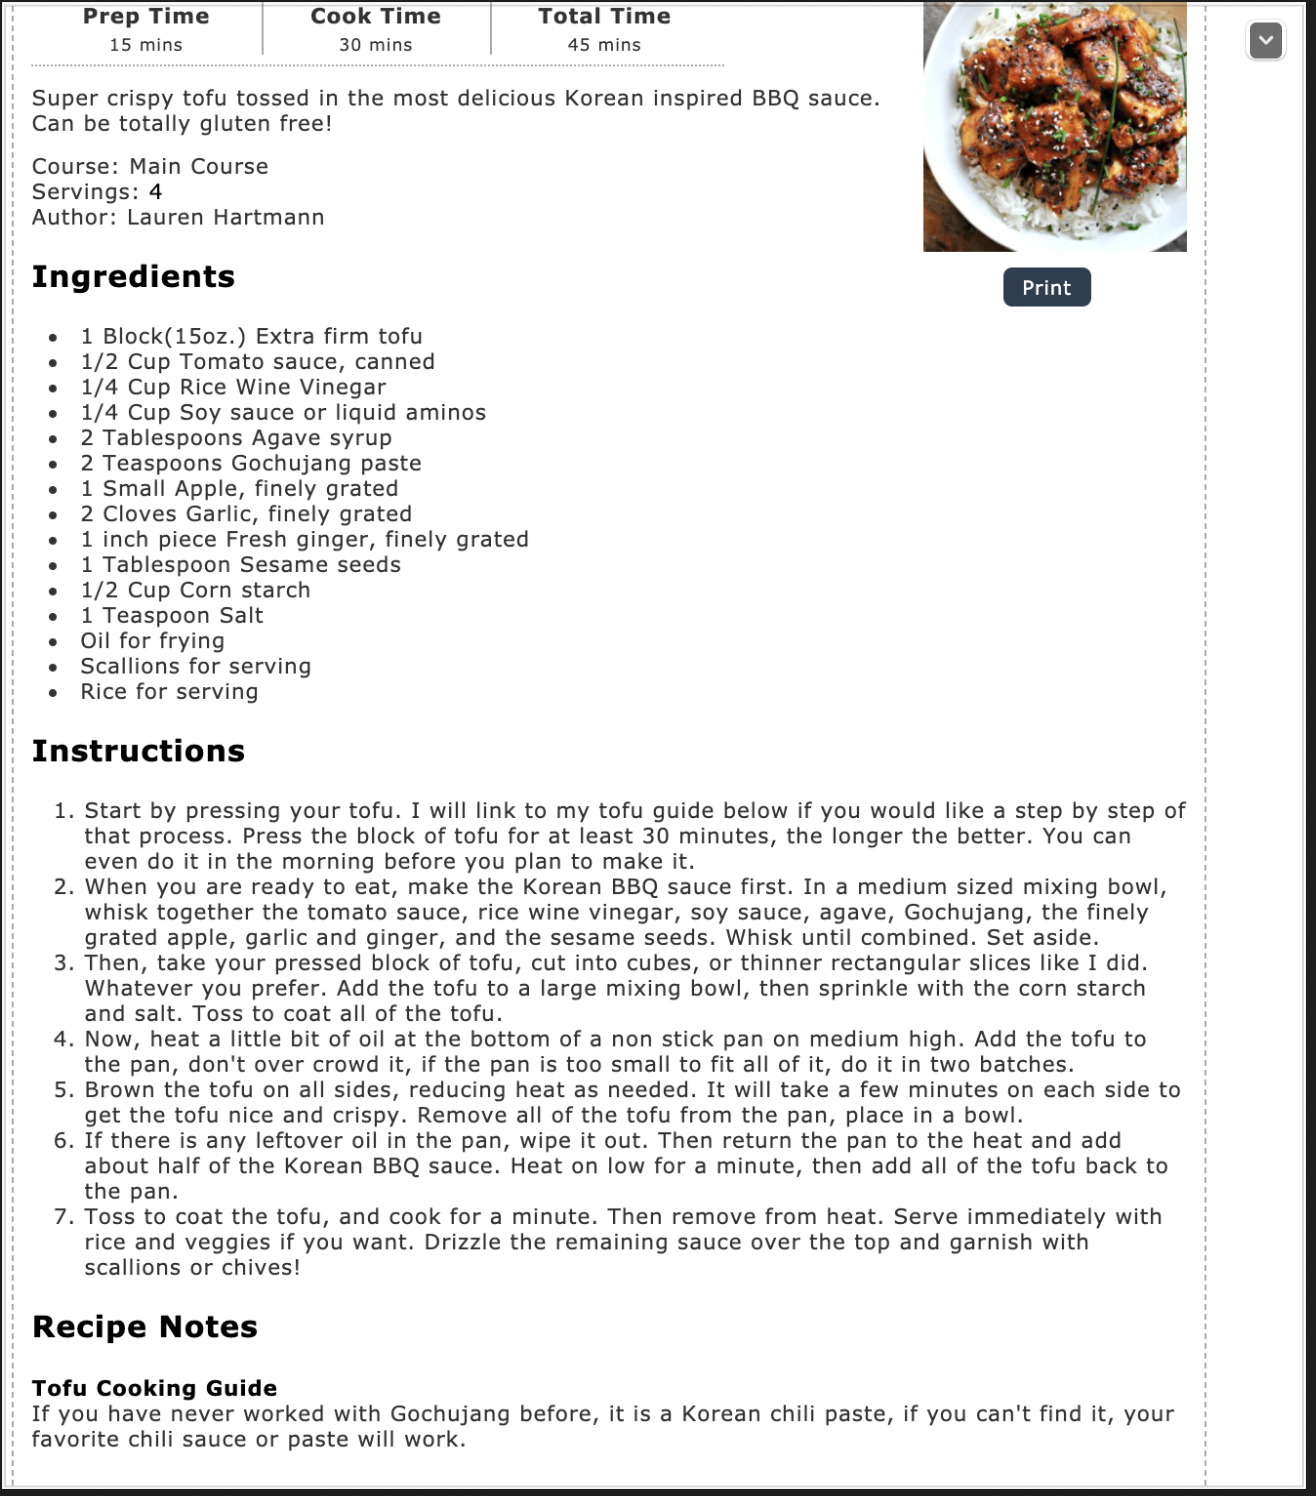 Prep Time Cook Time Total Time
15 mins 30 mins 45 mins
Super crispy tofu tossed in the most delicious Korean inspired BBQ sauce.
Can be totally gluten free!
Course: Main Course
Servings: 4
Author: Lauren Hartmann
Print
Ingredients
• 1 Block(15oz.) Extra firm tofu
• 1/2 Cup Tomato sauce, canned
• 1/4 Cup Rice Wine Vinegar
• 1/4 Cup Soy sauce or liquid aminos
• 2 Tablespoons Agave syrup
• 2 Teaspoons Gochujang paste
• 1 Small Apple, finely grated
• 2 Cloves Garlic, finely grated
• 1 inch piece Fresh ginger, finely grated
• 1 Tablespoon Sesame seeds
• 1/2 Cup Corn starch
• 1 Teaspoon Salt
• Oil for frying
• Scallions for serving
• Rice for serving
Instructions
1. Start by pressing your tofu. I will link to my tofu guide below if you would like a step by step of
that process. Press the block of tofu for at least 30 minutes, the longer the better. You can
even do it in the morning before you plan to make it.
2. When you are ready to eat, make the Korean BBQ sauce first. In a medium sized mixing bowl,
whisk together the tomato sauce, rice wine vinegar, soy sauce, agave, Gochujang, the finely
grated apple, garlic and ginger, and the sesame seeds. Whisk until combined. Set aside.
3. Then, take your pressed block of tofu, cut into cubes, or thinner rectangular slices like I did.
Whatever you prefer. Add the tofu to a large mixing bowl, then sprinkle with the corn starch
and salt. Toss to coat all of the tofu.
4. Now, heat a little bit of oil at the bottom of a non stick pan on medium high. Add the tofu to
the pan, don't over crowd it, if the pan is too small to fit all of it, do it in two batches.
5. Brown the tofu on all sides, reducing heat as needed. It will take a few minutes on each side to
get the tofu nice and crispy. Remove all of the tofu from the pan, place in a bowl.
6. If there is any leftover oil in the pan, wipe it out. Then return the pan to the heat and add
about half of the Korean BBQ sauce. Heat on low for a minute, then add all of the tofu back to
the pan.
7. Toss to coat the tofu, and cook for a minute. Then remove from heat. Serve immediately with
rice and veggies if you want. Drizzle the remaining sauce over the top and garnish with
scallions or chives!
Recipe Notes
Tofu Cooking Guide
If you have never worked with Gochujang before, it is a Korean chili paste, if you can't find it, your
favorite chili sauce or paste will work.